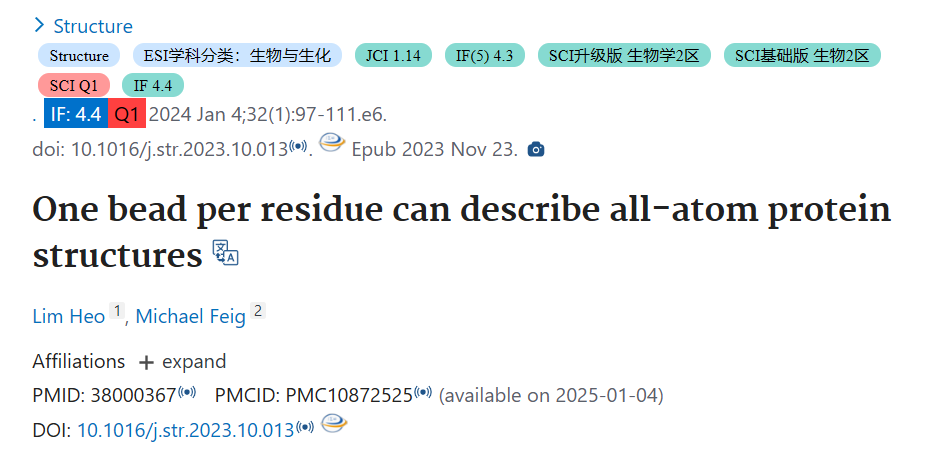 Structure
Structure ESI学科分类：生物与生化 JCI 1.14 IF(5) 4.3 SCI升级版 生物学2区 SCI基础版 生物2区
SCI Q1 IF 4.4
. IF: 4.4 Q1 2024 Jan 4;32(1):97-111.e6.
doi: 10.1016/j.str.2023.10.013. Epub 2023 Nov 23.
One bead per residue can describe all-atom protein
structures
Lim Heo 1, Michael Feig 2
Affiliations + expand
PMID: 38000367 PMCID: PMC10872525 (available on 2025-01-04)
DOI: 10.1016/j.str.2023.10.013